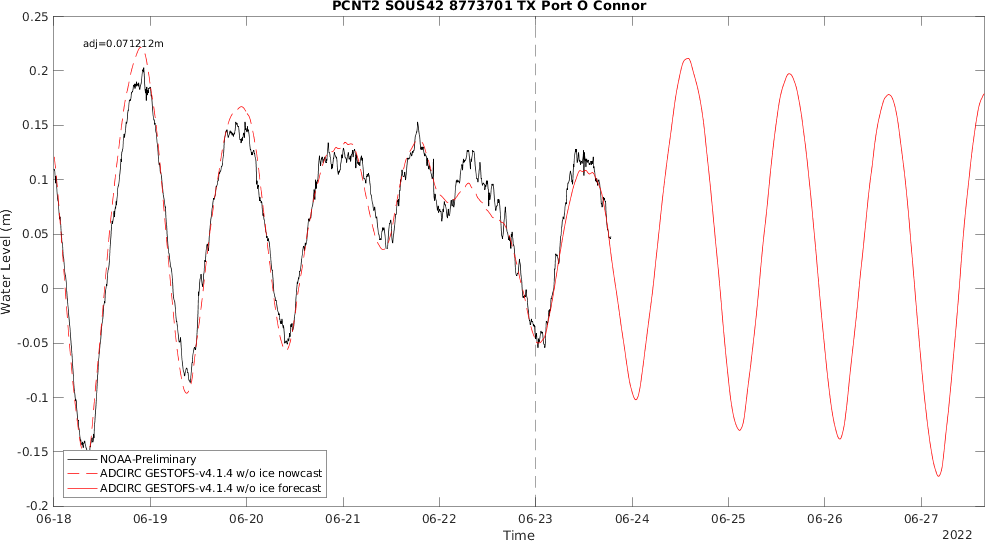 PCNT2 SOUS42 8773701 TX Port O Connor
adj=0.071212m
0.25
0.2
0.15
0.1
0.05
0
-0.05
-0.1
-0.15
-0.2
Water Level (m)
NOAA-Preliminary
ADCIRC GESTOFS-v4.1.4 w/o ice nowcast
ADCIRC GESTOFS-v4.1.4 w/o ice forecast
06-18 06-19 06-20 06-21 06-22 06-23 06-24 06-25 06-26 06-27
Time
2022